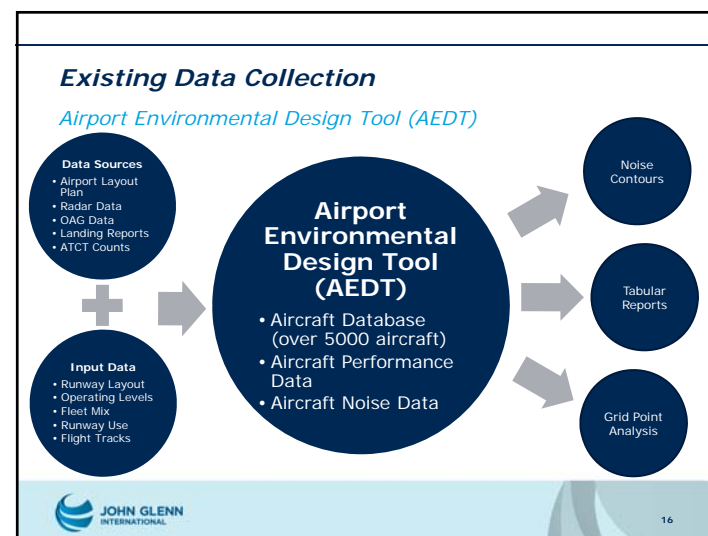 Existing Data Collection
Airport Environmental Design Tool (AEDT)
Data Sources
• Airport Layout
Plan
• Radar Data
• OAG Data
• Landing Reports
• ATCT Counts
Input Data
• Runway Layout
• Operating Levels
• Fleet Mix
• Runway Use
• Flight Tracks
Airport
Environmental
Design Tool
(AEDT)
• Aircraft Database
(over 5000 aircraft)
• Aircraft Performance
Data
• Aircraft Noise Data
Noise
Contours
Tabular
Reports
Grid Point
Analysis
JOHN GLENN
INTERNATIONAL
16